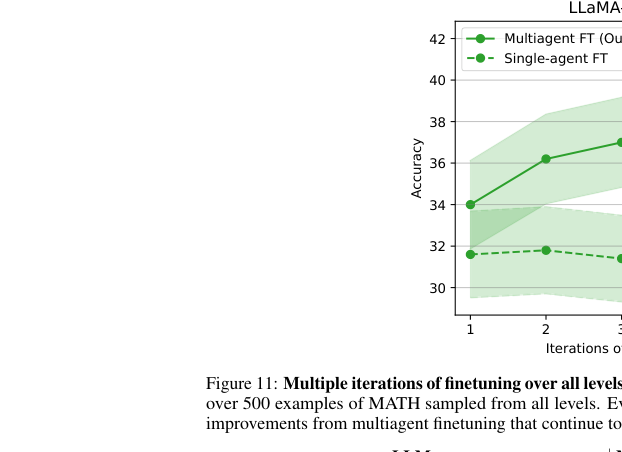 LLaMA-
42
Multiagent FT (Ou
Single-agent FT
40
38
36
34
32
30
Accuracy
1 2 3
Iterations o
Figure 11: Multiple iterations of finetuning over all levels
over 500 examples of MATH sampled from all levels. Ev
improvements from multiagent finetuning that continue to